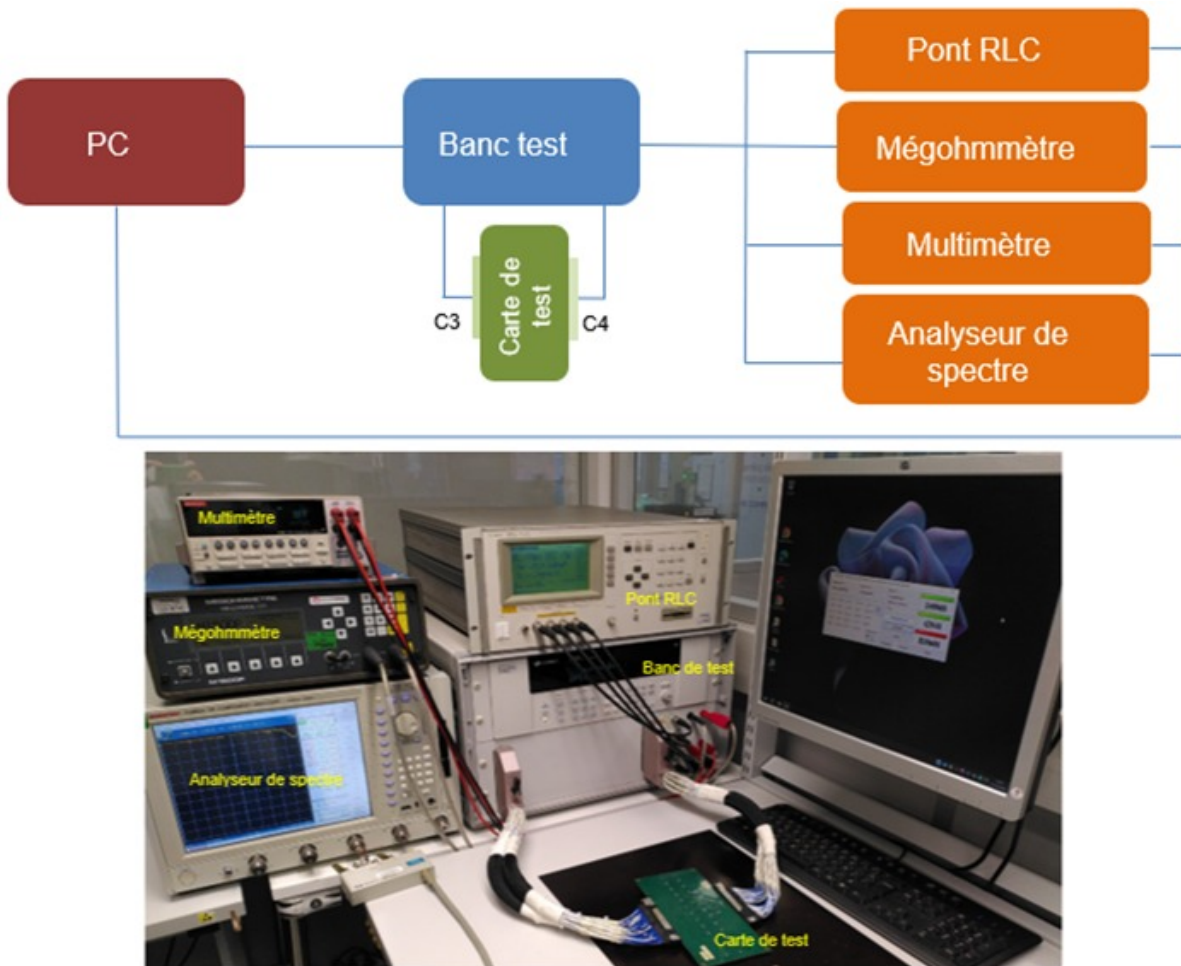 Pont RLC
PC
Banc test
Mégohmmètre
Multimètre
Carte de
test
C3
C4
Analyseur de
spectre
Multimètre
Pont RLC
Mégohmmètre
Banc de test
Analyseur de spectre
Carte de test